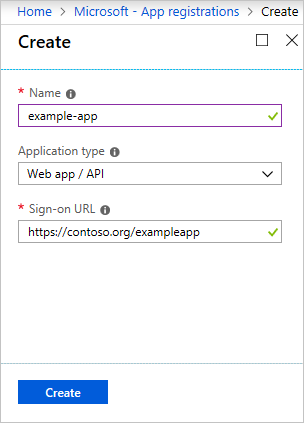 Home > Microsoft - App registrations > Create
Create
* Name
example-app
Application type
Web app / API
* Sign-on URL
https://contoso.org/exampleapp
Create